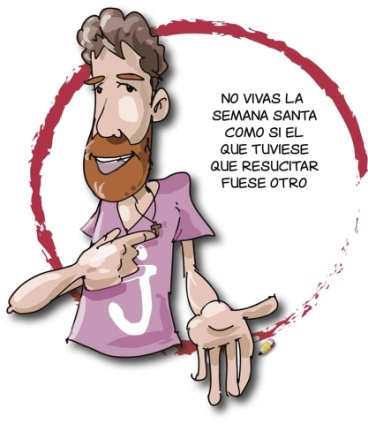 NO VIVAS LA
SEMANA SANTA
COMO SI EL
QUE TUVIESE
QUE RESUCITAR
FUESE OTRO
j